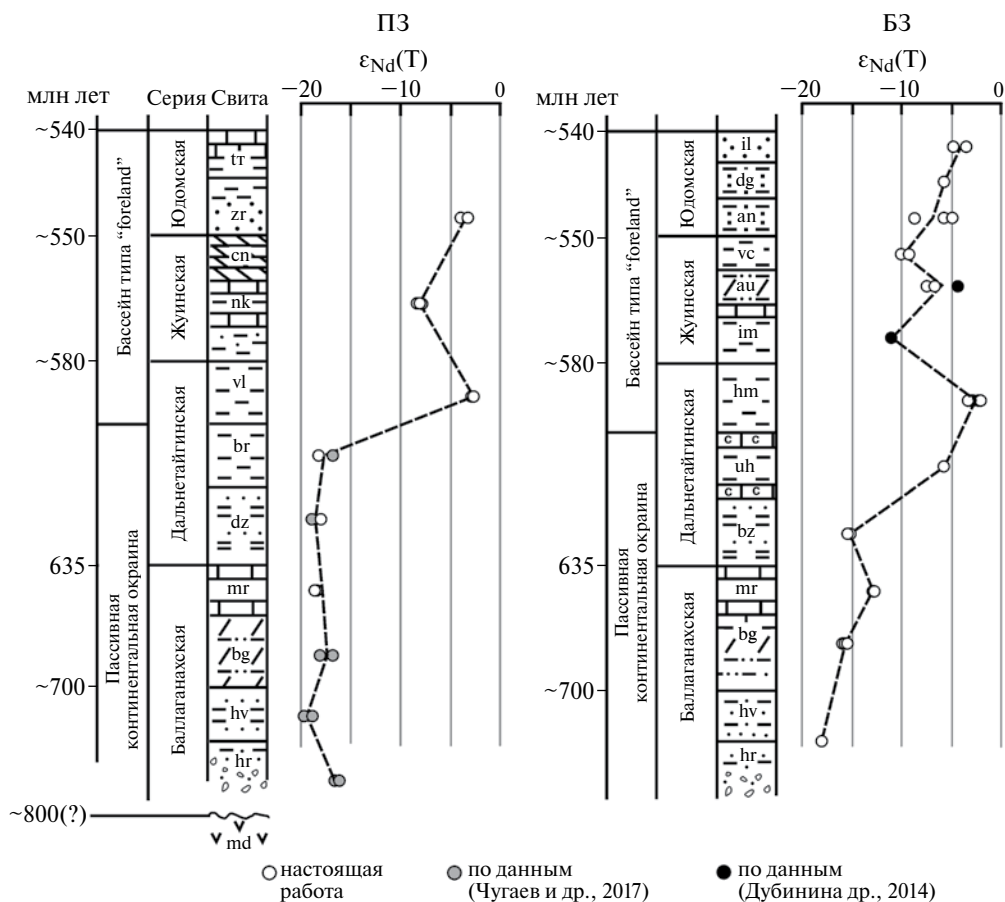 ПЗ
εNd(T)
−20 −10 0
млн лет Серия Свита
~540
~550
~580
635
~700
~800(?)
Бассейн типа “foreland”
Пассивная
континентальная окраина
Юдомская
Жуинская
Дальнетайгинская
Баллаганахская
tт
zr
cn
nk
vl
br
dz
mr
bg
hv
hr
md
БЗ
εNd(T)
−20 −10 0
млн лет
~540
~550
~580
635
~700
Бассейн типа “foreland”
Пассивная
континентальная окраина
Юдомская
Жуинская
Дальнетайгинская
Баллаганахская
il
dg
an
vc
au
im
hm
c c
uh
c c
bz
mr
bg
hv
hr
настоящая
работа
по данным
(Чугаев и др., 2017)
по данным
(Дубинина др., 2014)